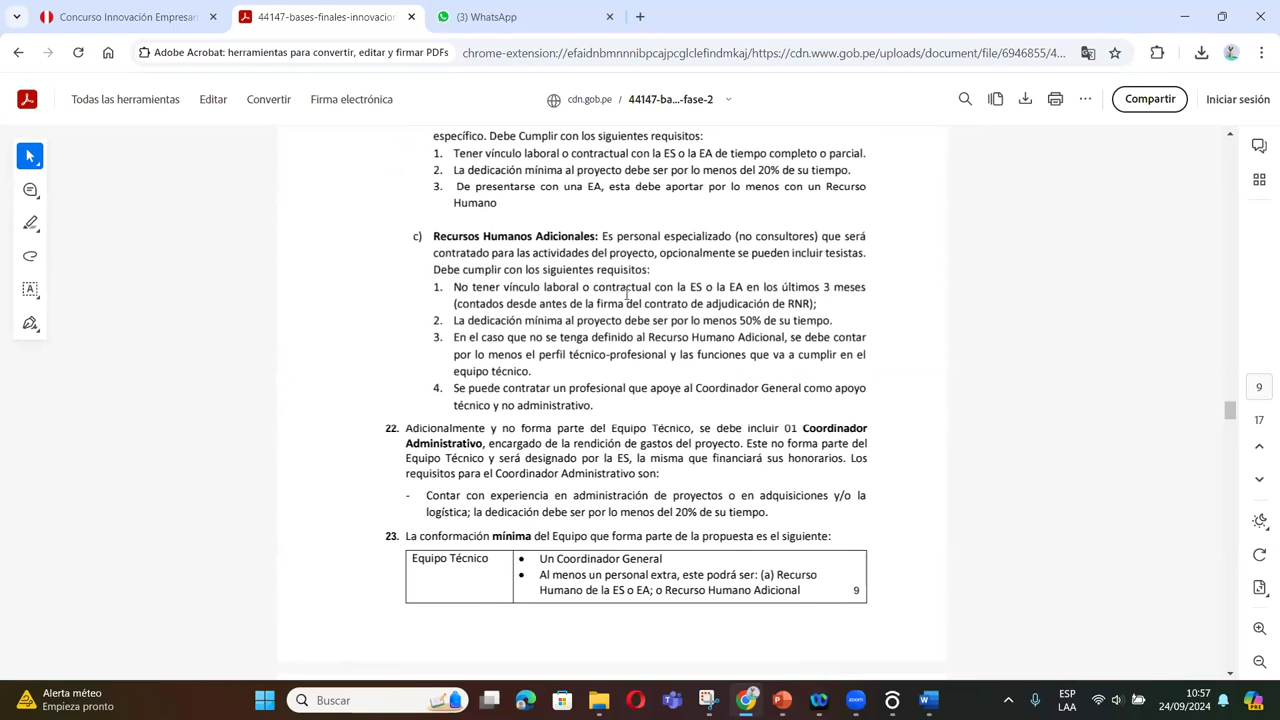 Concurso Innovación Empresar
44147-bases-finales-innovacion
(3) WhatsApp
Adobe Acrobat: herramientas para convertir, editar y firmar PDFs
chrome-extension://efaidnbmnnnibpcajpcglclefindmkaj/https://cdn.www.gob.pe/uploads/document/file/6946855/4...
Todas las herramientas
Editar
Convertir
Firma electrónica
cdn.gob.pe / 44147-ba...-fase-2
Compartir
Iniciar sesión
específico. Debe Cumplir con los siguientes requisitos:
1. Tener vínculo laboral o contractual con la ES o la EA de tiempo completo o parcial.
2. La dedicación mínima al proyecto debe ser por lo menos del 20% de su tiempo.
3. De presentarse con una EA, esta debe aportar por lo menos con un Recurso
Humano
c) Recursos Humanos Adicionales: Es personal especializado (no consultores) que será
contratado para las actividades del proyecto, opcionalmente se pueden incluir tesistas.
Debe cumplir con los siguientes requisitos:
1. No tener vínculo laboral o contractual con la ES o la EA en los últimos 3 meses
(contados desde antes de la firma del contrato de adjudicación de RNR);
2. La dedicación mínima al proyecto debe ser por lo menos 50% de su tiempo.
3. En el caso que no se tenga definido al Recurso Humano Adicional, se debe contar
por lo menos el perfil técnico-profesional y las funciones que va a cumplir en el
equipo técnico.
4. Se puede contratar un profesional que apoye al Coordinador General como apoyo
técnico y no administrativo.
22. Adicionalmente y no forma parte del Equipo Técnico, se debe incluir 01 Coordinador
Administrativo, encargado de la rendición de gastos del proyecto. Este no forma parte del
Equipo Técnico y será designado por la ES, la misma que financiará sus honorarios. Los
requisitos para el Coordinador Administrativo son:
- Contar con experiencia en administración de proyectos o en adquisiciones y/o la
logística; la dedicación debe ser por lo menos del 20% de su tiempo.
23. La conformación mínima del Equipo que forma parte de la propuesta es el siguiente:
Equipo Técnico
• Un Coordinador General
• Al menos un personal extra, este podrá ser: (a) Recurso
Humano de la ES o EA; o Recurso Humano Adicional
9
9
17
Alerta méteo
Empieza pronto
Buscar
ESP
LAA
10:57
24/09/2024